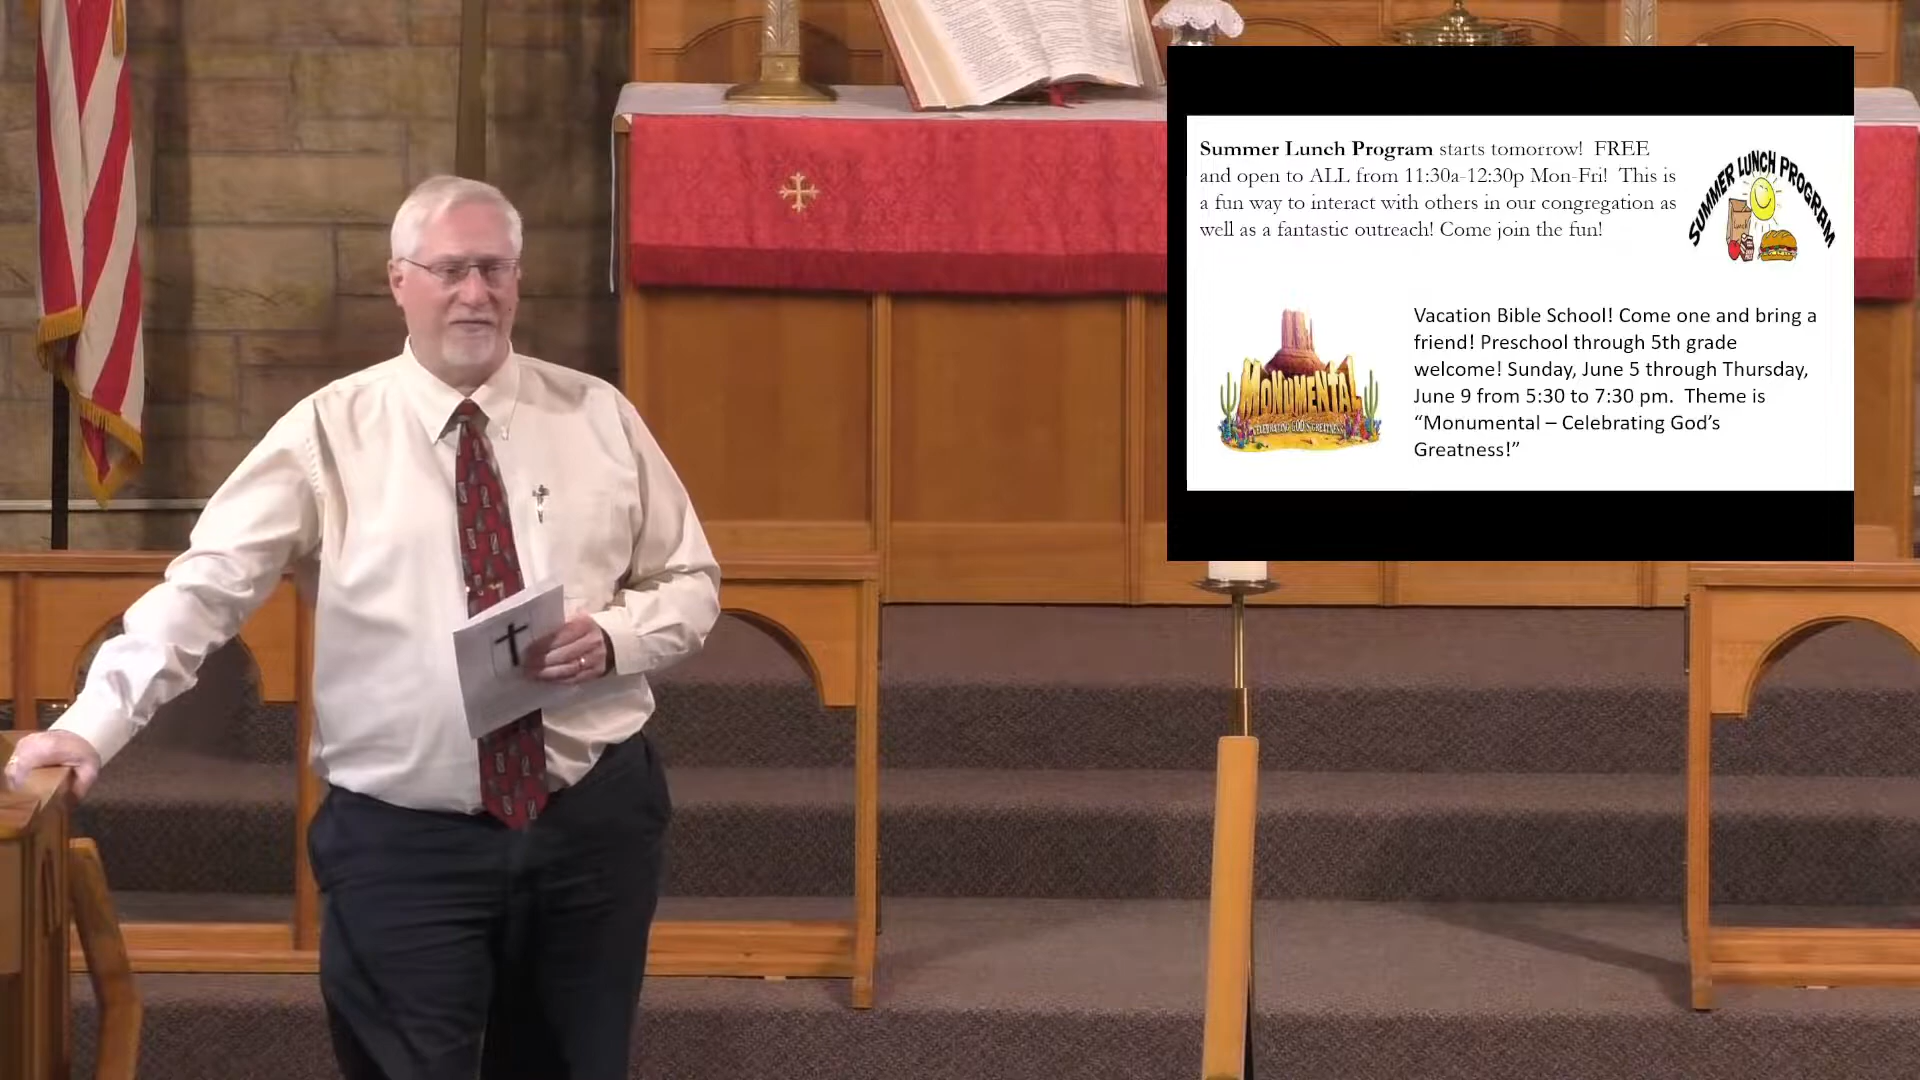 Summer Lunch Program starts tomorrow! FREE
and open to ALL from 11:30a-12:30p Mon-Fri! This is
a fun way to interact with others in our congregation as
well as a fantastic outreach! Come join the fun!
SUMMER LUNCH PROGRAM
MONUMENTAL
CELEBRATING GOD'S GREATNESS
Vacation Bible School! Come one and bring a
friend! Preschool through 5th grade
welcome! Sunday, June 5 through Thursday,
June 9 from 5:30 to 7:30 pm. Theme is
“Monumental – Celebrating God’s
Greatness!”